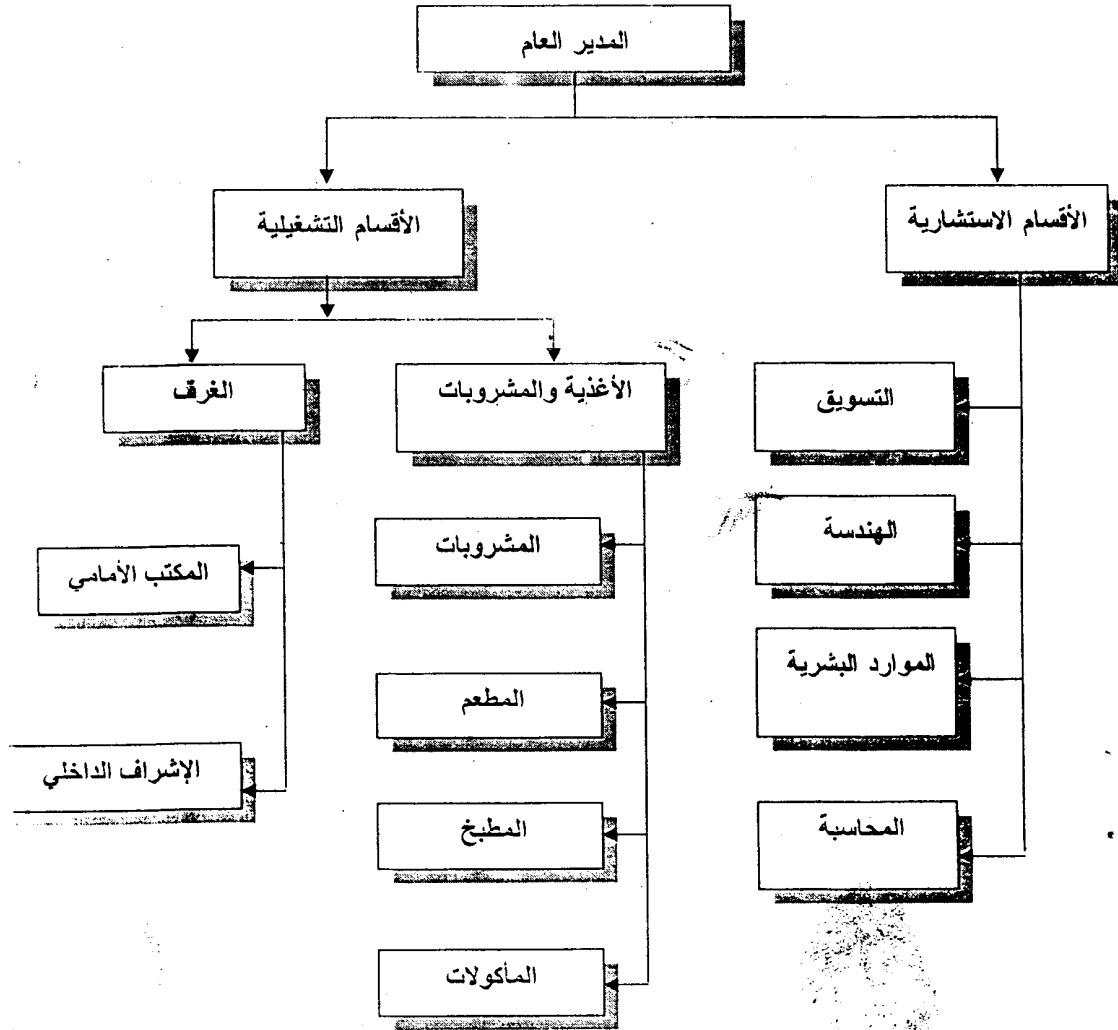 المدير العام
الأقسام الاستشارية
الأقسام التشغيلية
التسويق
الأغذية والمشروبات
الغرف
الهندسة
المشروبات
المكتب الأمامي
الموارد البشرية
المطعم
الإشراف الداخلي
المحاسبة
المطبخ
المأكولات